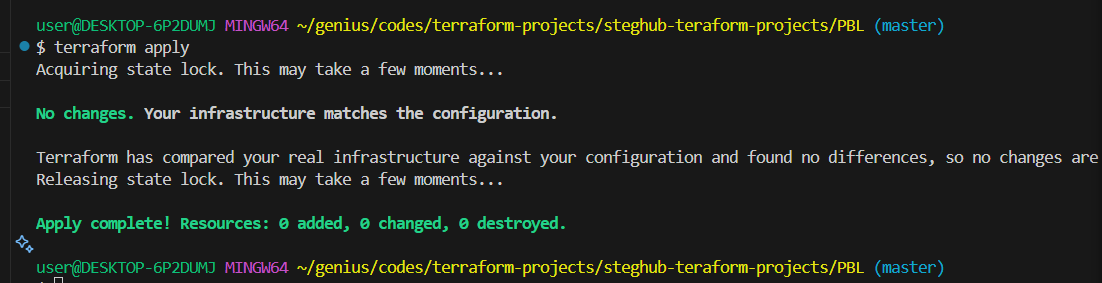 user@DESKTOP-6P2DUMJ MINGW64 ~/genius/codes/terraform-projects/steghub-teraform-projects/PBL (master)
$ terraform apply
Acquiring state lock. This may take a few moments...
No changes. Your infrastructure matches the configuration.
Terraform has compared your real infrastructure against your configuration and found no differences, so no changes are
Releasing state lock. This may take a few moments...
Apply complete! Resources: 0 added, 0 changed, 0 destroyed.
user@DESKTOP-6P2DUMJ MINGW64 ~/genius/codes/terraform-projects/steghub-teraform-projects/PBL (master)